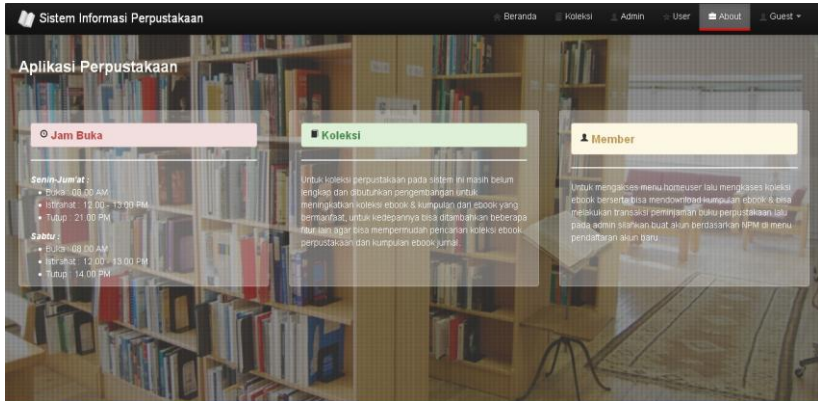 Sistem Informasi Perpustakaan
Beranda
Koleksi
Admin
User
About
Guest
Aplikasi Perpustakaan
Jam Buka
Senin-Jum'at :
Buka : 08.00 AM
Istirahat : 12.00 - 13.00 PM
Tutup : 21.00 PM
Sabtu :
Buka : 08.00 AM
Istirahat : 12.00 - 13.00 PM
Tutup : 14.00 PM
Koleksi
Untuk koleksi perpustakaan pada sistem ini masih belum
lengkap dan dibutuhkan pengembangan untuk
meningkatkan koleksi ebook & kumpulan dari ebook yang
bermanfaat, untuk kedepannya bisa ditambahkan beberapa
fitur lain agar bisa mempermudah pencarian koleksi ebook
perpustakaan dan kumpulan ebook jurnal.
Member
Untuk mengakses menu homeuser lalu mengkases koleksi
ebook berserta bisa mendownload kumpulan ebook & bisa
melakukan transaksi peminjaman buku perpustakaan lalu
pada admin silahkan buat akun berdasarkan NPM di menu
pendaftaran akun baru